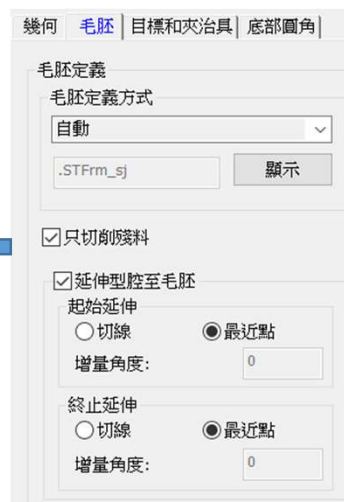 幾何 毛胚 目標和夾治具 底部圓角
毛胚定義
毛胚定義方式
自動
.STFrm_sj 顯示
只切削殘料
延伸型腔至毛胚
起始延伸
切線 最近點
增量角度: 0
終止延伸
切線 最近點
增量角度: 0